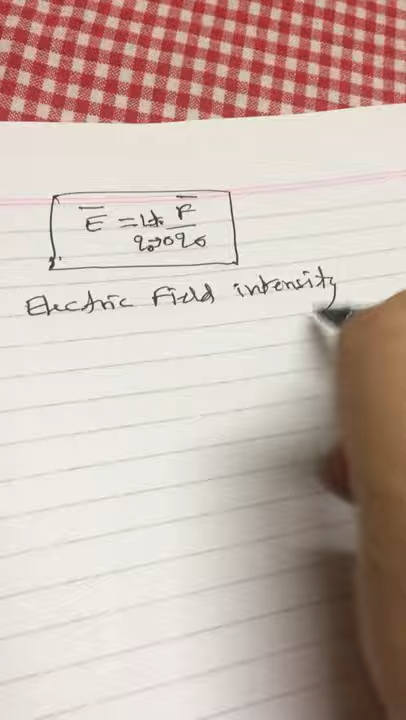 E̅ = Lt F̅
q₀→0 q₀
Electric Field intensity